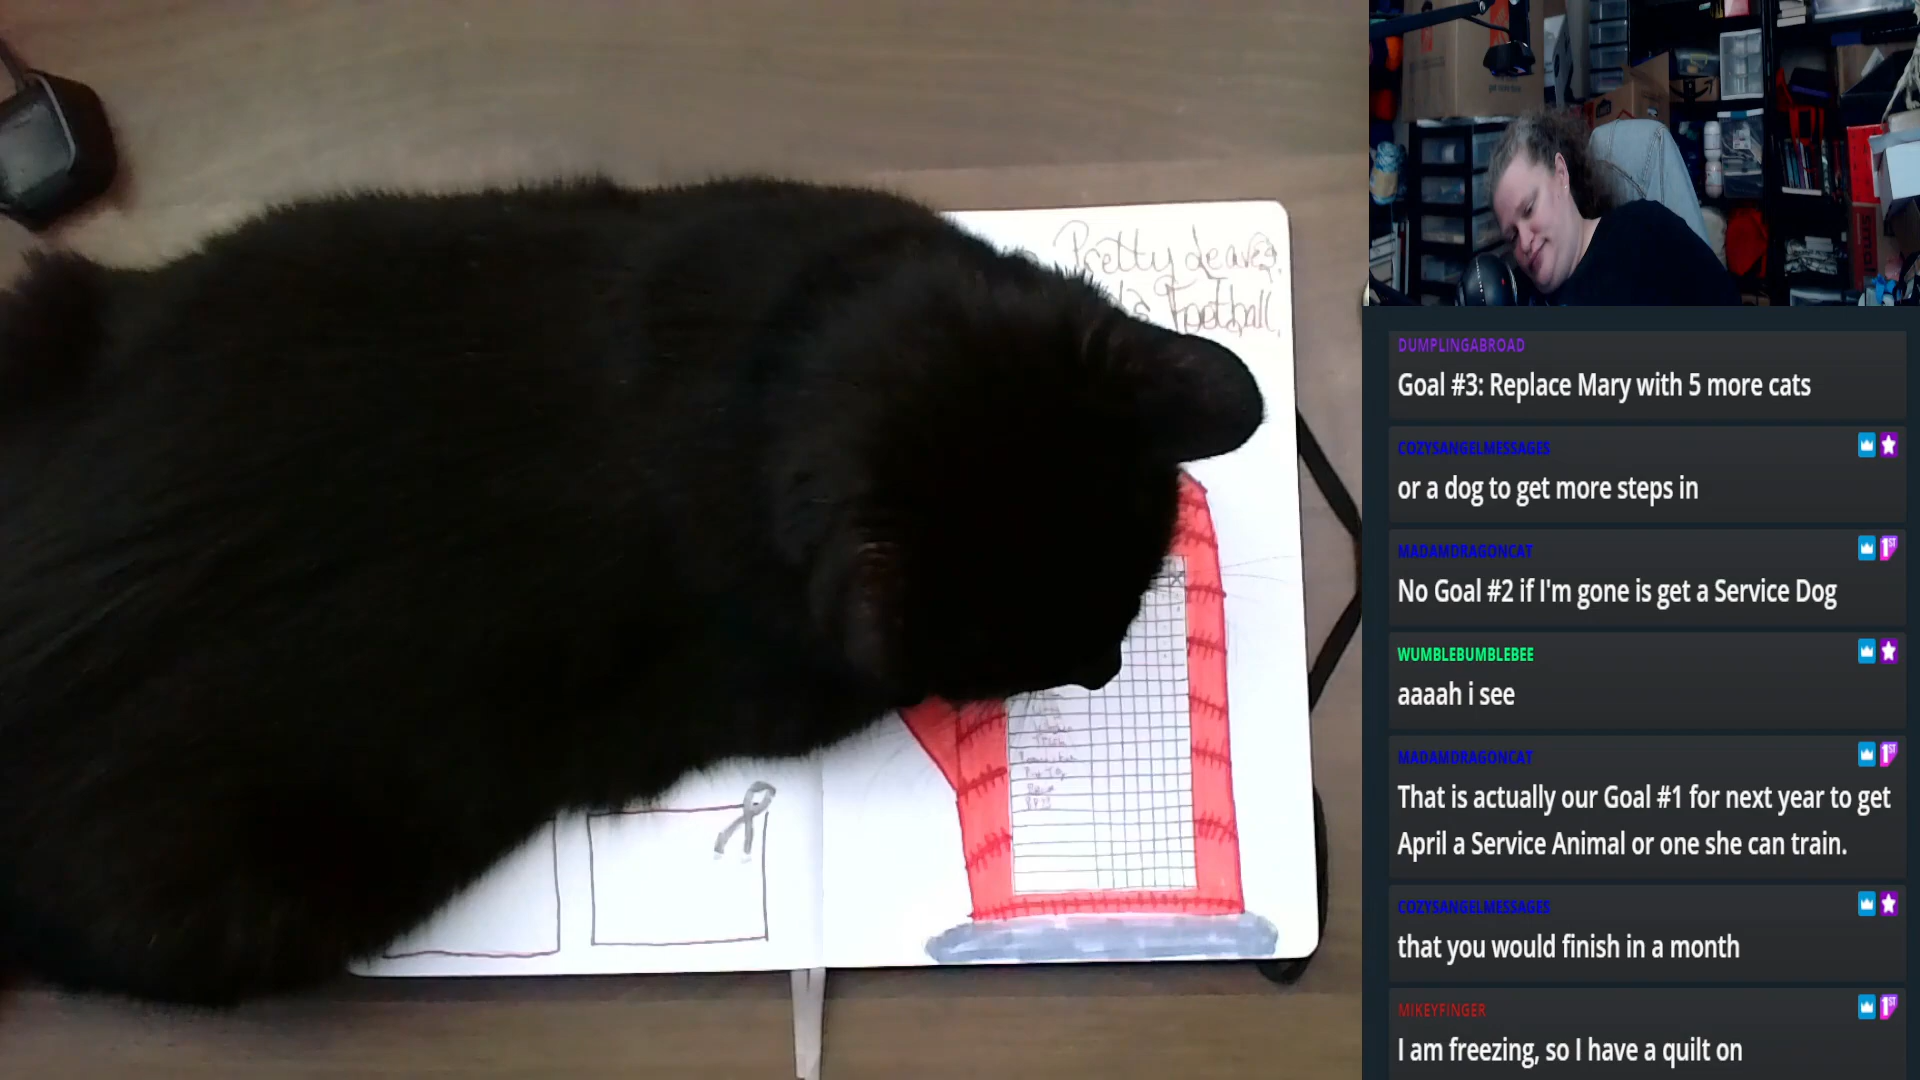 Pretty Leaves
Football
DUMPLINGABROAD
Goal #3: Replace Mary with 5 more cats
COZYSANGELMESSAGES
or a dog to get more steps in
MADAMDRAGONCAT
No Goal #2 if I'm gone is get a Service Dog
WUMBLEBUMBLEBEE
aaaah i see
MADAMDRAGONCAT
That is actually our Goal #1 for next year to get
April a Service Animal or one she can train.
COZYSANGELMESSAGES
that you would finish in a month
MIKEYFINGER
I am freezing, so I have a quilt on